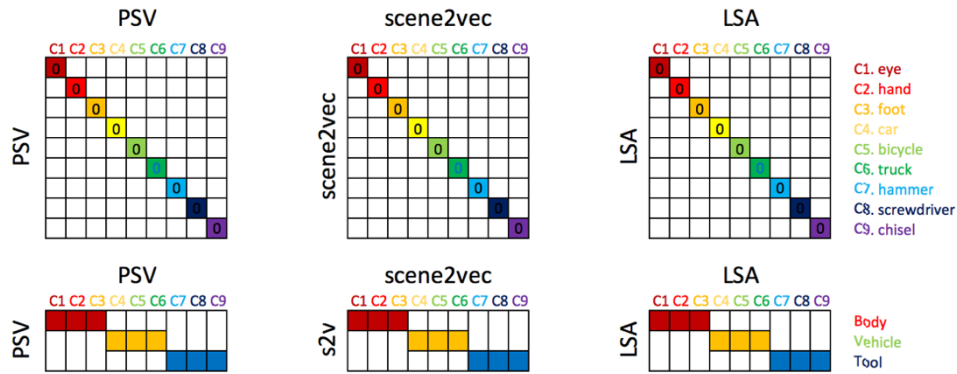 PSV scene2vec LSA
C1 C2 C3 C4 C5 C6 C7 C8 C9 C1 C2 C3 C4 C5 C6 C7 C8 C9 C1 C2 C3 C4 C5 C6 C7 C8 C9
0 0 0 C1. eye
0 0 0 C2. hand
0 0 0 C3. foot
0 0 0 C4. car
0 0 0 C5. bicycle
0 0 0 C6. truck
0 0 0 C7. hammer
0 0 0 C8. screwdriver
0 0 0 C9. chisel
PSV scene2vec LSA
PSV scene2vec LSA
C1 C2 C3 C4 C5 C6 C7 C8 C9 C1 C2 C3 C4 C5 C6 C7 C8 C9 C1 C2 C3 C4 C5 C6 C7 C8 C9
PSV s2v LSA
Body
Vehicle
Tool